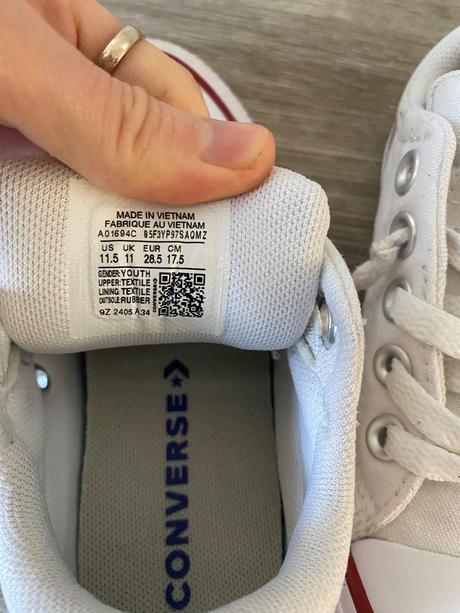 MADE IN VIETNAM
FABRIQUE AU VIETNAM
A01694C 95F3YP97SAOMZ
US UK EUR CM
11.5 11 28.5 17.5
GENDER:YOUTH
UPPER:TEXTILE
LINING:TEXTILE
OUTSOLE:RUBBER
9Z 2405 A34
CONVERSE